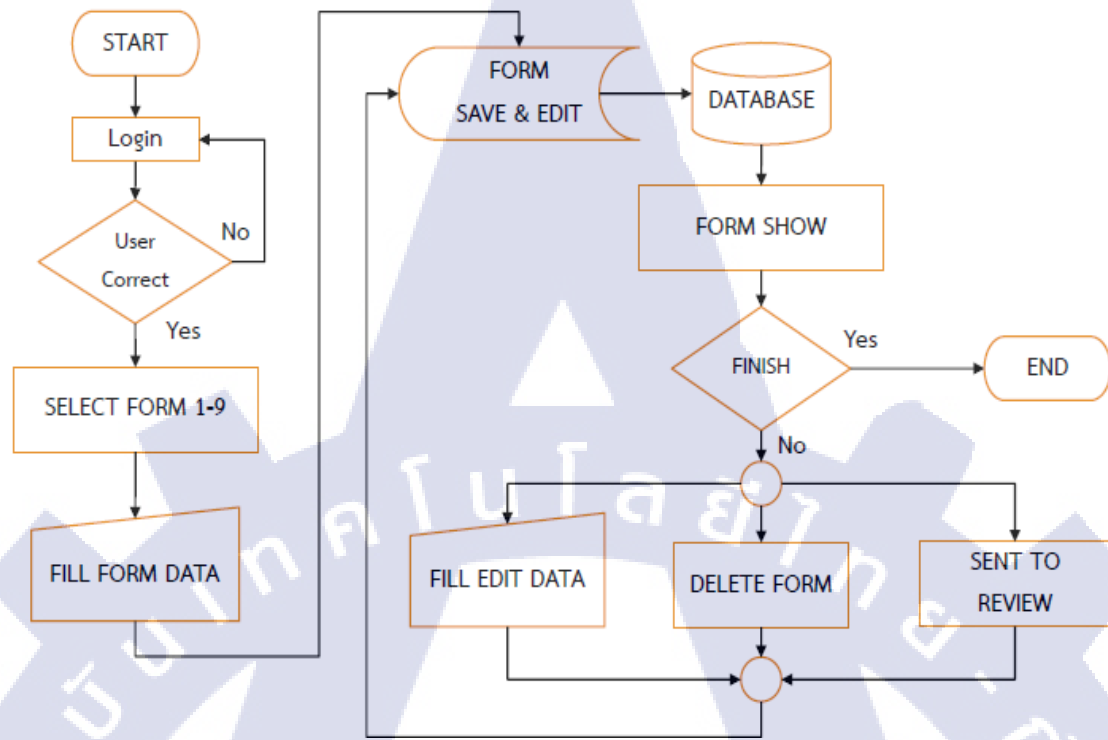 START
Login
User
Correct
No
Yes
SELECT FORM 1-9
FILL FORM DATA
FORM
SAVE & EDIT
DATABASE
FORM SHOW
FINISH
Yes
END
No
FILL EDIT DATA
DELETE FORM
SENT TO
REVIEW